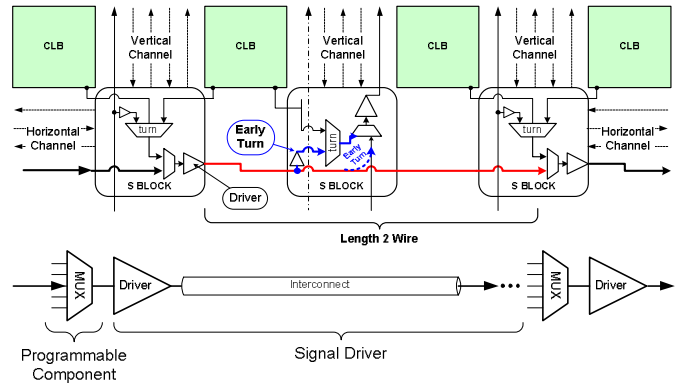 CLB
Vertical
Channel
CLB
Vertical
Channel
CLB
Vertical
Channel
CLB
Horizontal
Channel
turn
S BLOCK
Driver
Early
Turn
turn
Early
Turn
S BLOCK
turn
S BLOCK
Horizontal
Channel
Length 2 Wire
MUX
Driver
Interconnect
MUX
Driver
Programmable
Component
Signal Driver